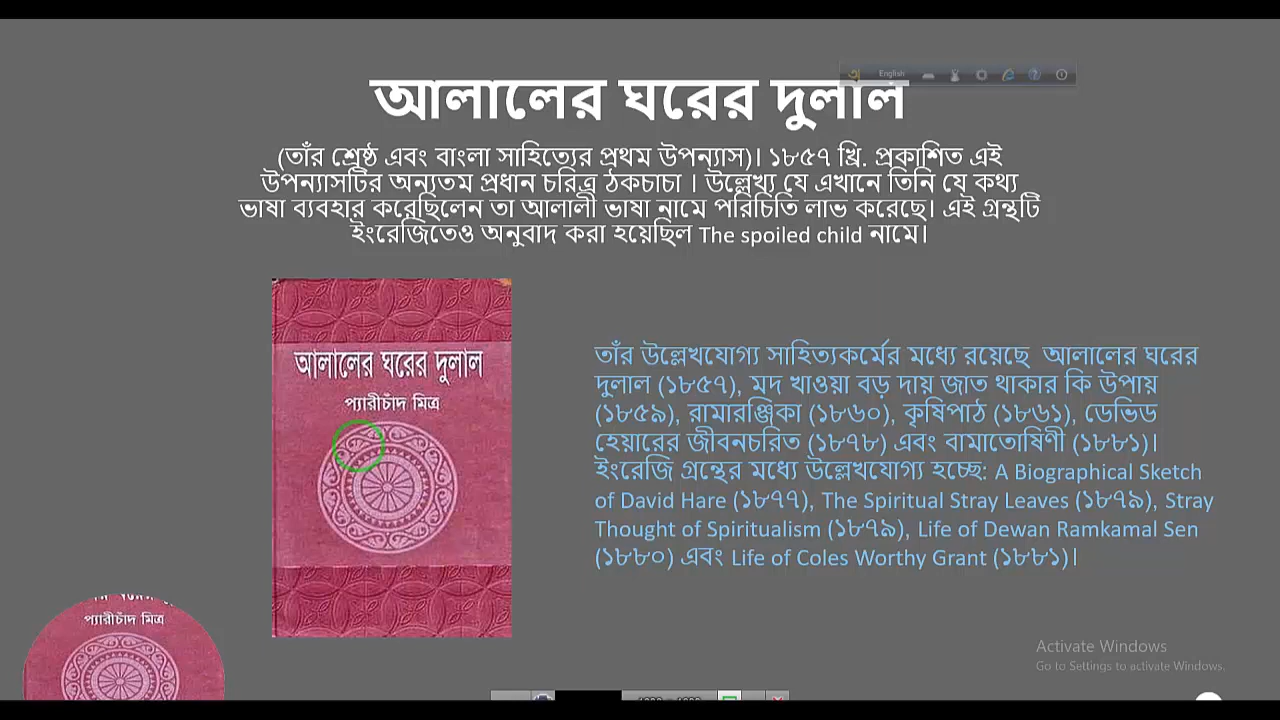 English
আলালের ঘরের দুলাল
(তাঁর শ্রেষ্ঠ এবং বাংলা সাহিত্যের প্রথম উপন্যাস)। ১৮৫৭ খ্রি. প্রকাশিত এই
উপন্যাসটির অন্যতম প্রধান চরিত্র ঠকচাচা । উল্লেখ্য যে এখানে তিনি যে কথ্য
ভাষা ব্যবহার করেছিলেন তা আলালী ভাষা নামে পরিচিতি লাভ করেছে। এই গ্রন্থটি
ইংরেজিতেও অনুবাদ করা হয়েছিল The spoiled child নামে।
আলালের ঘরের দুলাল
প্যারীচাঁদ মিত্র
তাঁর উল্লেখযোগ্য সাহিত্যকর্মের মধ্যে রয়েছে আলালের ঘরের
দুলাল (১৮৫৭), মদ খাওয়া বড় দায় জাত থাকার কি উপায়
(১৮৫৯), রামারঞ্জিকা (১৮৬০), কৃষিপাঠ (১৮৬১), ডেভিড
হেয়ারের জীবনচরিত (১৮৭৮) এবং বামাতোষিণী (১৮৮১)।
ইংরেজি গ্রন্থের মধ্যে উল্লেখযোগ্য হচ্ছে: A Biographical Sketch
of David Hare (১৮৭৭), The Spiritual Stray Leaves (১৮৭৯), Stray
Thought of Spiritualism (১৮৭৯), Life of Dewan Ramkamal Sen
(১৮৮০) এবং Life of Coles Worthy Grant (১৮৮১)।
প্যারীচাঁদ মিত্র
Activate Windows
Go to Settings to activate Windows.